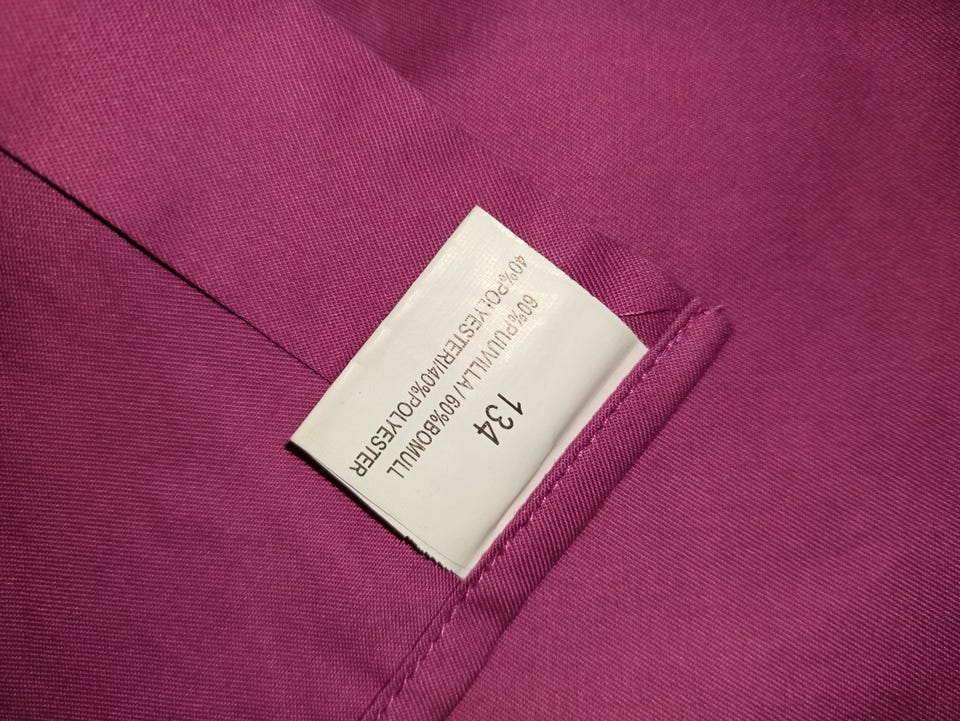 134
60%PUUVILLA/60%BOMULL
40%POLYESTERI/40%POLYESTER